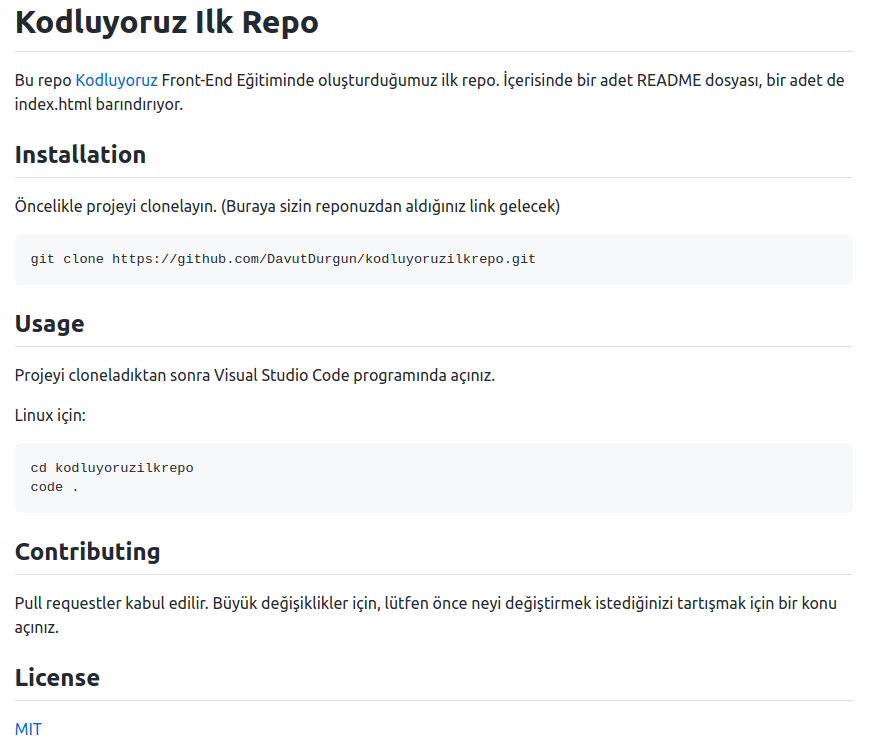 Kodluyoruz Ilk Repo
Bu repo Kodluyoruz Front-End Eğitiminde oluşturduğumuz ilk repo. İçerisinde bir adet README dosyası, bir adet de
index.html barındırıyor.
Installation
Öncelikle projeyi clonelayın. (Buraya sizin reponuzdan aldığınız link gelecek)
git clone https://github.com/DavutDurgun/kodluyoruzilkrepo.git
Usage
Projeyi cloneladıktan sonra Visual Studio Code programında açınız.
Linux için:
cd kodluyoruzilkrepo
code .
Contributing
Pull requestler kabul edilir. Büyük değişiklikler için, lütfen önce neyi değiştirmek istediğinizi tartışmak için bir konu
açınız.
License
MIT